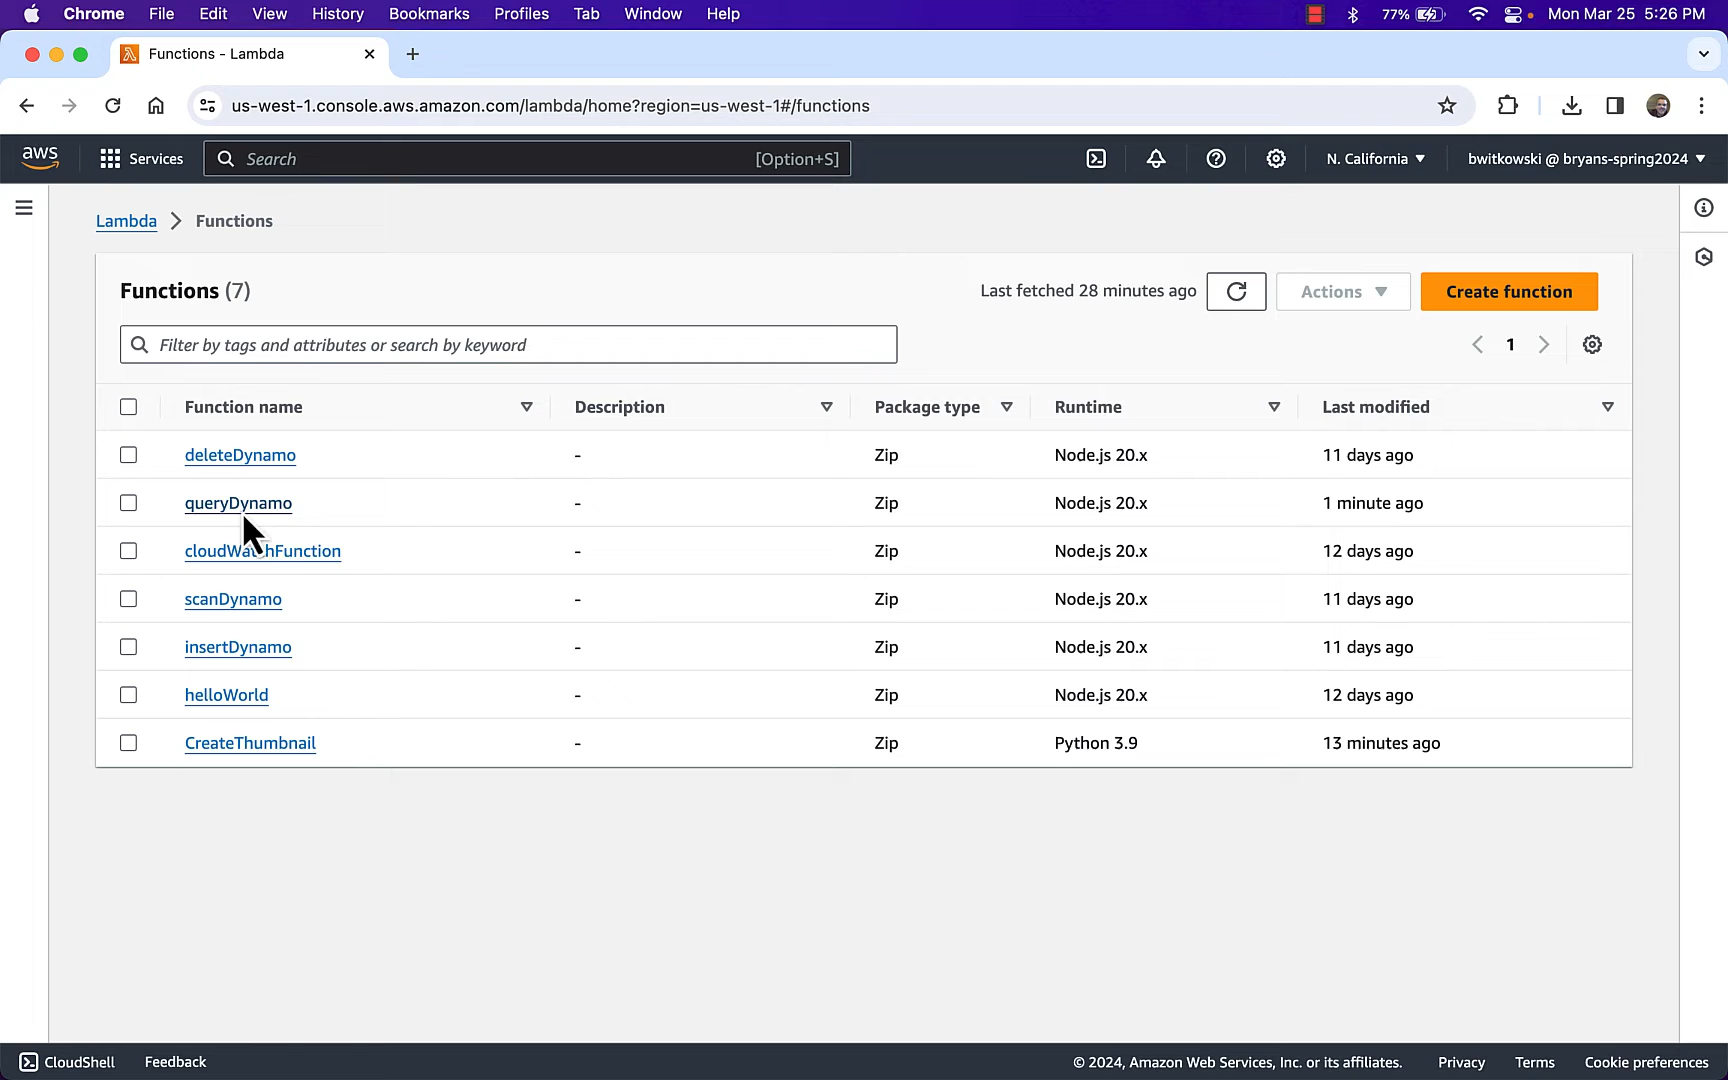 Chrome File Edit View History Bookmarks Profiles Tab Window Help 77% Mon Mar 25 5:26 PM
Functions - Lambda
us-west-1.console.aws.amazon.com/lambda/home?region=us-west-1#/functions
aws Services Search [Option+S] N. California bwitkowski @ bryans-spring2024
Lambda Functions
Functions (7) Last fetched 28 minutes ago Actions Create function
Filter by tags and attributes or search by keyword 1
Function name Description Package type Runtime Last modified
deleteDynamo - Zip Node.js 20.x 11 days ago
queryDynamo - Zip Node.js 20.x 1 minute ago
cloudWatchFunction - Zip Node.js 20.x 12 days ago
scanDynamo - Zip Node.js 20.x 11 days ago
insertDynamo - Zip Node.js 20.x 11 days ago
helloWorld - Zip Node.js 20.x 12 days ago
CreateThumbnail - Zip Python 3.9 13 minutes ago
CloudShell Feedback © 2024, Amazon Web Services, Inc. or its affiliates. Privacy Terms Cookie preferences